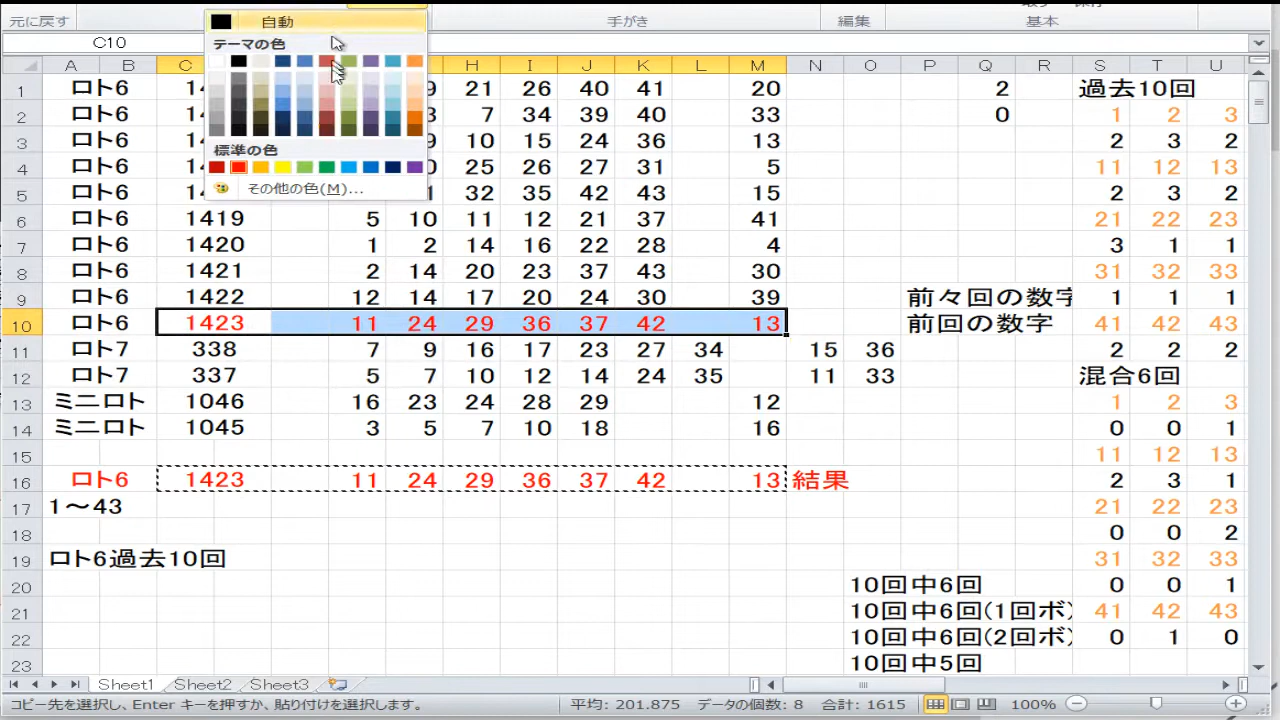 元に戻す 手がき 編集 基本
自動
テーマの色
標準の色
その他の色(M)...
C10
A B C H I J K L M N O P Q R S T U
1 ロト6 21 26 40 41 20 2 過去10回
2 ロト6 7 34 39 40 33 0 1 2 3
3 ロト6 10 15 24 36 13 2 3 2
4 ロト6 25 26 27 31 5 11 12 13
5 ロト6 32 35 42 43 15 2 3 2
6 ロト6 1419 5 10 11 12 21 37 41 21 22 23
7 ロト6 1420 1 2 14 16 22 28 4 3 1 1
8 ロト6 1421 2 14 20 23 37 43 30 31 32 33
9 ロト6 1422 12 14 17 20 24 30 39 前々回の数字 1 1 1
10 ロト6 1423 11 24 29 36 37 42 13 前回の数字 41 42 43
11 ロト7 338 7 9 16 17 23 27 34 15 36 2 2 2
12 ロト7 337 5 7 10 12 14 24 35 11 33 混合6回
13 ミニロト 1046 16 23 24 28 29 12 1 2 3
14 ミニロト 1045 3 5 7 10 18 16 0 0 1
15 11 12 13
16 ロト6 1423 11 24 29 36 37 42 13 結果 2 3 1
17 1～43 21 22 23
18 0 0 2
19 ロト6過去10回 31 32 33
20 10回中6回 0 0 1
21 10回中6回(1回ボ) 41 42 43
22 10回中6回(2回ボ) 0 1 0
23 10回中5回
Sheet1 Sheet2 Sheet3
コピー先を選択し、Enter キーを押すか、貼り付けを選択します。 平均: 201.875 データの個数: 8 合計: 1615 100%